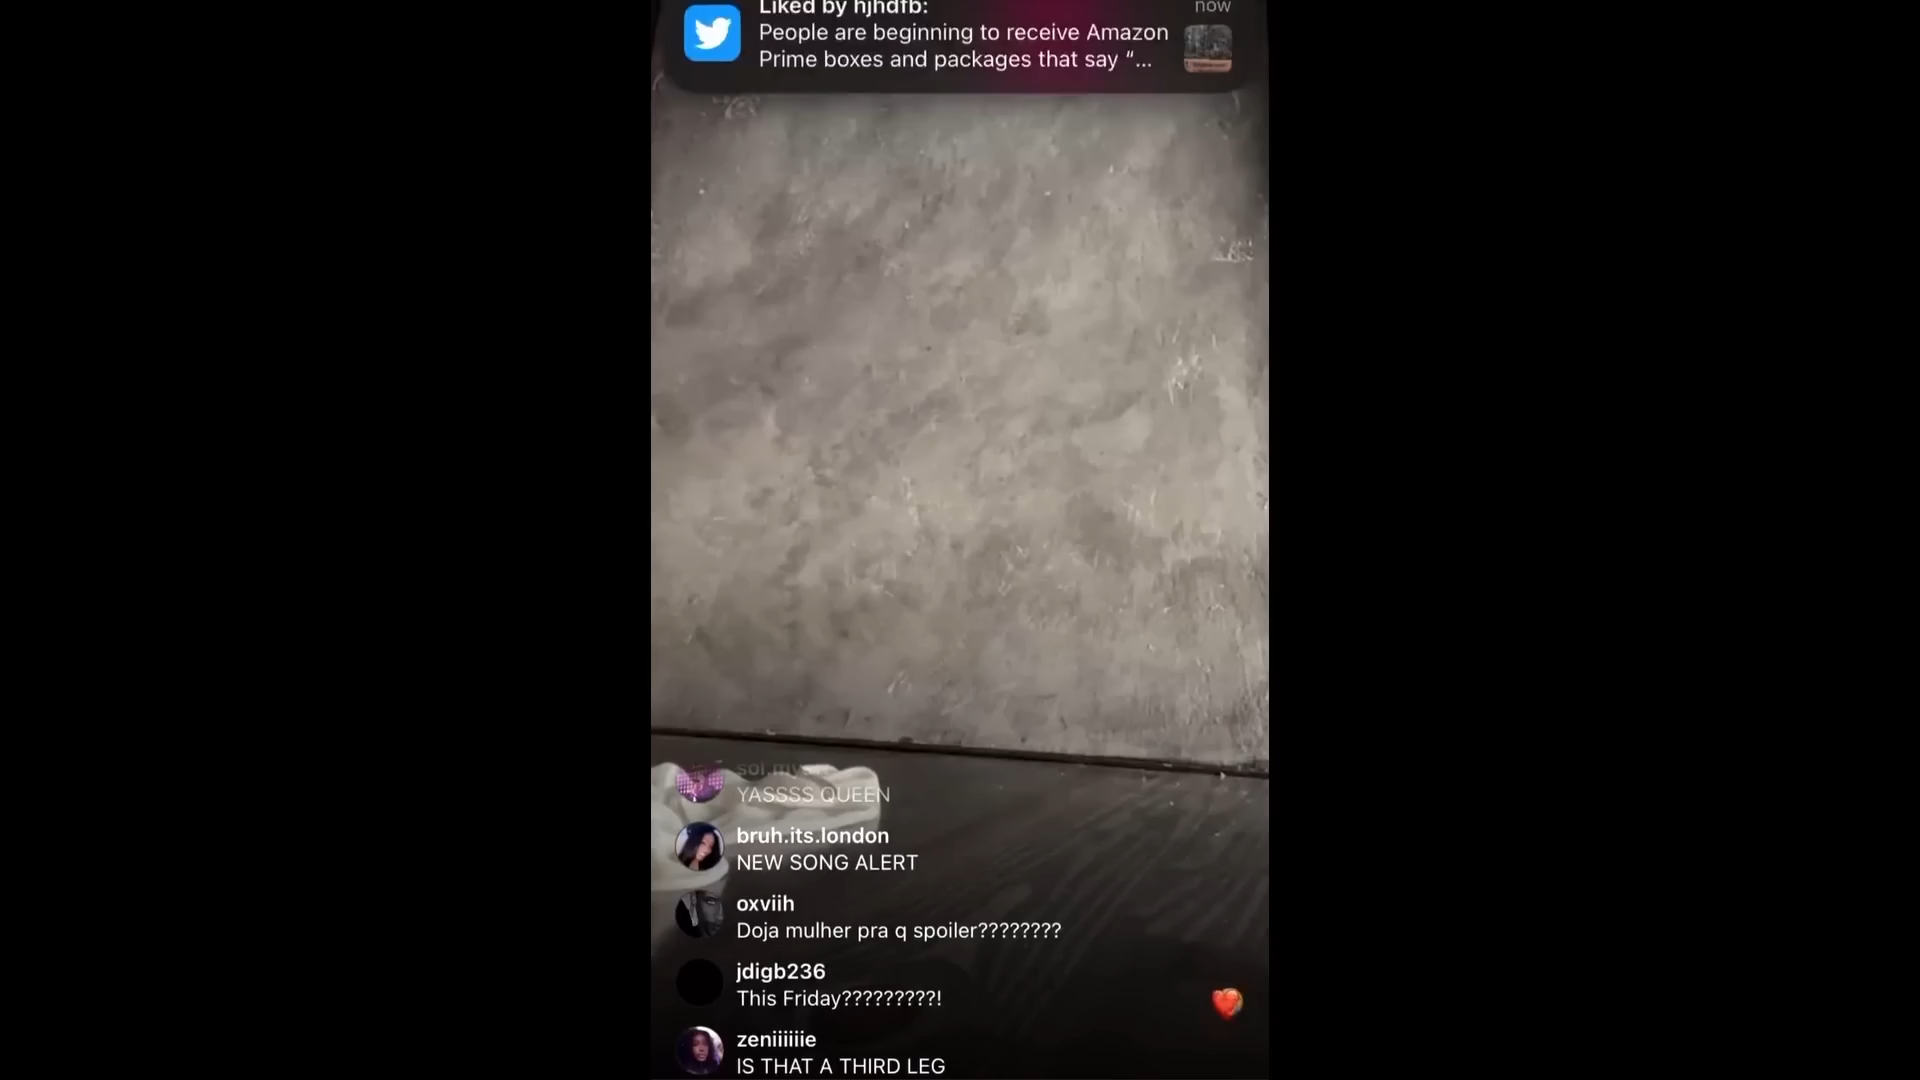 Liked by hjhdfb:
now
People are beginning to receive Amazon
Prime boxes and packages that say “...
YASSSS QUEEN
bruh.its.london
NEW SONG ALERT
oxviih
Doja mulher pra q spoiler????????
jdigb236
This Friday?????????!
zeniiiiiie
IS THAT A THIRD LEG